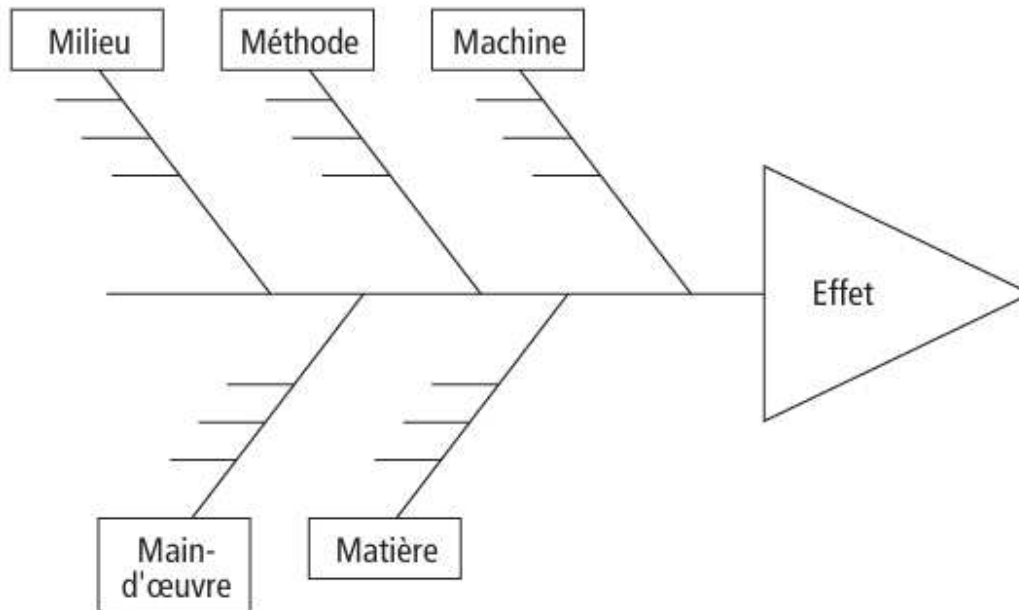 Milieu
Méthode
Machine
Effet
Main-
d'œuvre
Matière